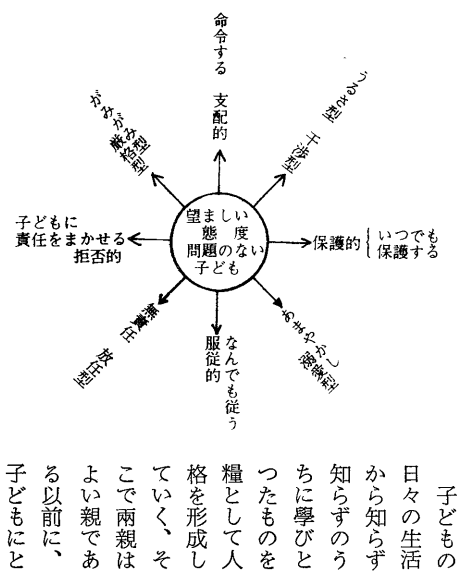 命令する 支配的
うるさ型 干渉型
保護的
いつでも
保護する
あまやかし
溺愛型
なんでも従う
服従的
無責任 放任型
子どもに
責任をまかせる
拒否的
がみがみ型
厳格型
望ましい
態 度
問題のない
子ども
子どもの
日々の生活
から知らず
知らずのう
ちに學びと
つたものを
糧として人
格を形成し
ていく、そ
こで兩親は
よい親であ
る以前に、
子どもにと